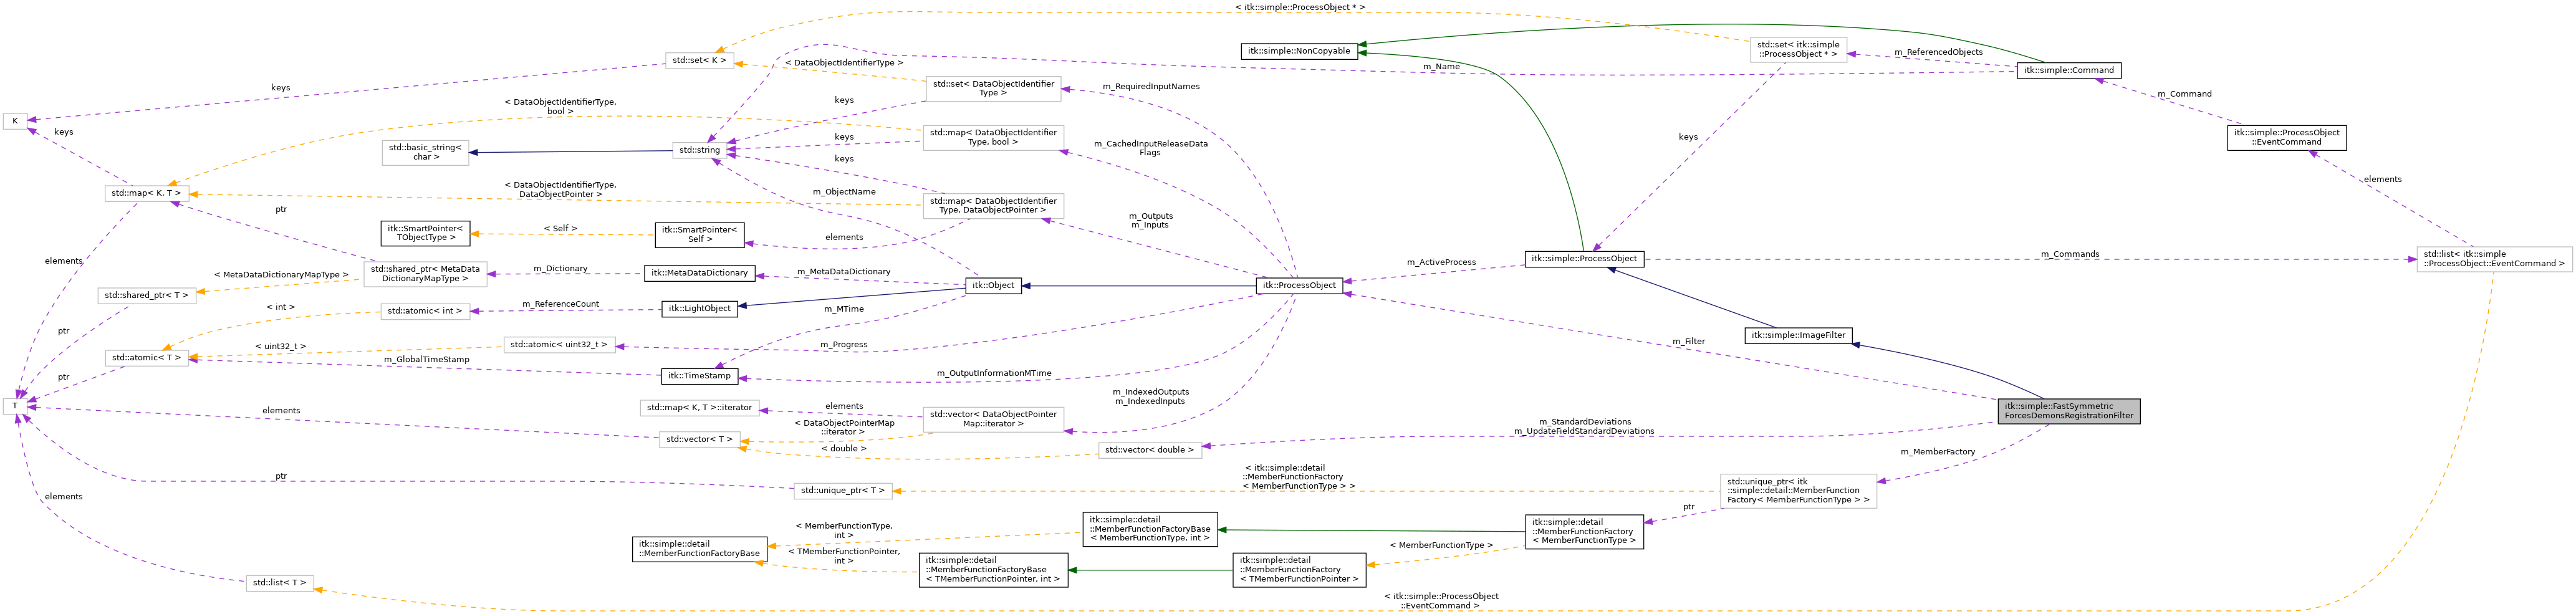 < itk::simple::ProcessObject * >
std::set< K >
< DataObjectIdentifierType >
itk::simple::NonCopyable
std::set< itk::simple
::ProcessObject * >
m_ReferencedObjects
m_Name
itk::simple::Command
keys
std::set< DataObjectIdentifier
Type >
m_RequiredInputNames
m_Command
< DataObjectIdentifierType,
bool >
keys
K
keys
std::map< DataObjectIdentifier
Type, bool >
keys
m_CachedInputReleaseData
Flags
keys
itk::simple::ProcessObject
::EventCommand
std::basic_string<
char >
std::string
keys
elements
std::map< K, T >
< DataObjectIdentifierType,
DataObjectPointer >
m_ObjectName
std::map< DataObjectIdentifier
Type, DataObjectPointer >
m_Outputs
m_Inputs
ptr
itk::SmartPointer<
TObjectType >
< Self >
itk::SmartPointer<
Self >
elements
elements
std::shared_ptr< MetaData
DictionaryMapType >
m_Dictionary
itk::MetaDataDictionary
m_MetaDataDictionary
m_ActiveProcess
itk::simple::ProcessObject
m_Commands
std::list< itk::simple
::ProcessObject::EventCommand >
< MetaDataDictionaryMapType >
std::shared_ptr< T >
itk::Object
itk::ProcessObject
< int >
std::atomic< int >
m_ReferenceCount
itk::LightObject
m_MTime
ptr
< uint32_t >
std::atomic< uint32_t >
m_Progress
m_Filter
itk::simple::ImageFilter
std::atomic< T >
m_GlobalTimeStamp
ptr
itk::TimeStamp
m_OutputInformationMTime
T
elements
std::map< K, T >::iterator
elements
std::vector< DataObjectPointer
Map::iterator >
m_IndexedOutputs
m_IndexedInputs
itk::simple::FastSymmetric
ForcesDemonsRegistrationFilter
< DataObjectPointerMap
::iterator >
std::vector< T >
< double >
std::vector< double >
m_StandardDeviations
m_UpdateFieldStandardDeviations
m_MemberFactory
ptr
std::unique_ptr< T >
< itk::simple::detail
::MemberFunctionFactory
< MemberFunctionType > >
std::unique_ptr< itk
::simple::detail::MemberFunction
Factory< MemberFunctionType > >
elements
ptr
itk::simple::detail
::MemberFunctionFactoryBase
< MemberFunctionType,
int >
itk::simple::detail
::MemberFunctionFactoryBase
< MemberFunctionType, int >
itk::simple::detail
::MemberFunctionFactory
< MemberFunctionType >
< TMemberFunctionPointer,
int >
itk::simple::detail
::MemberFunctionFactoryBase
< TMemberFunctionPointer, int >
itk::simple::detail
::MemberFunctionFactory
< TMemberFunctionPointer >
< MemberFunctionType >
std::list< T >
< itk::simple::ProcessObject
::EventCommand >